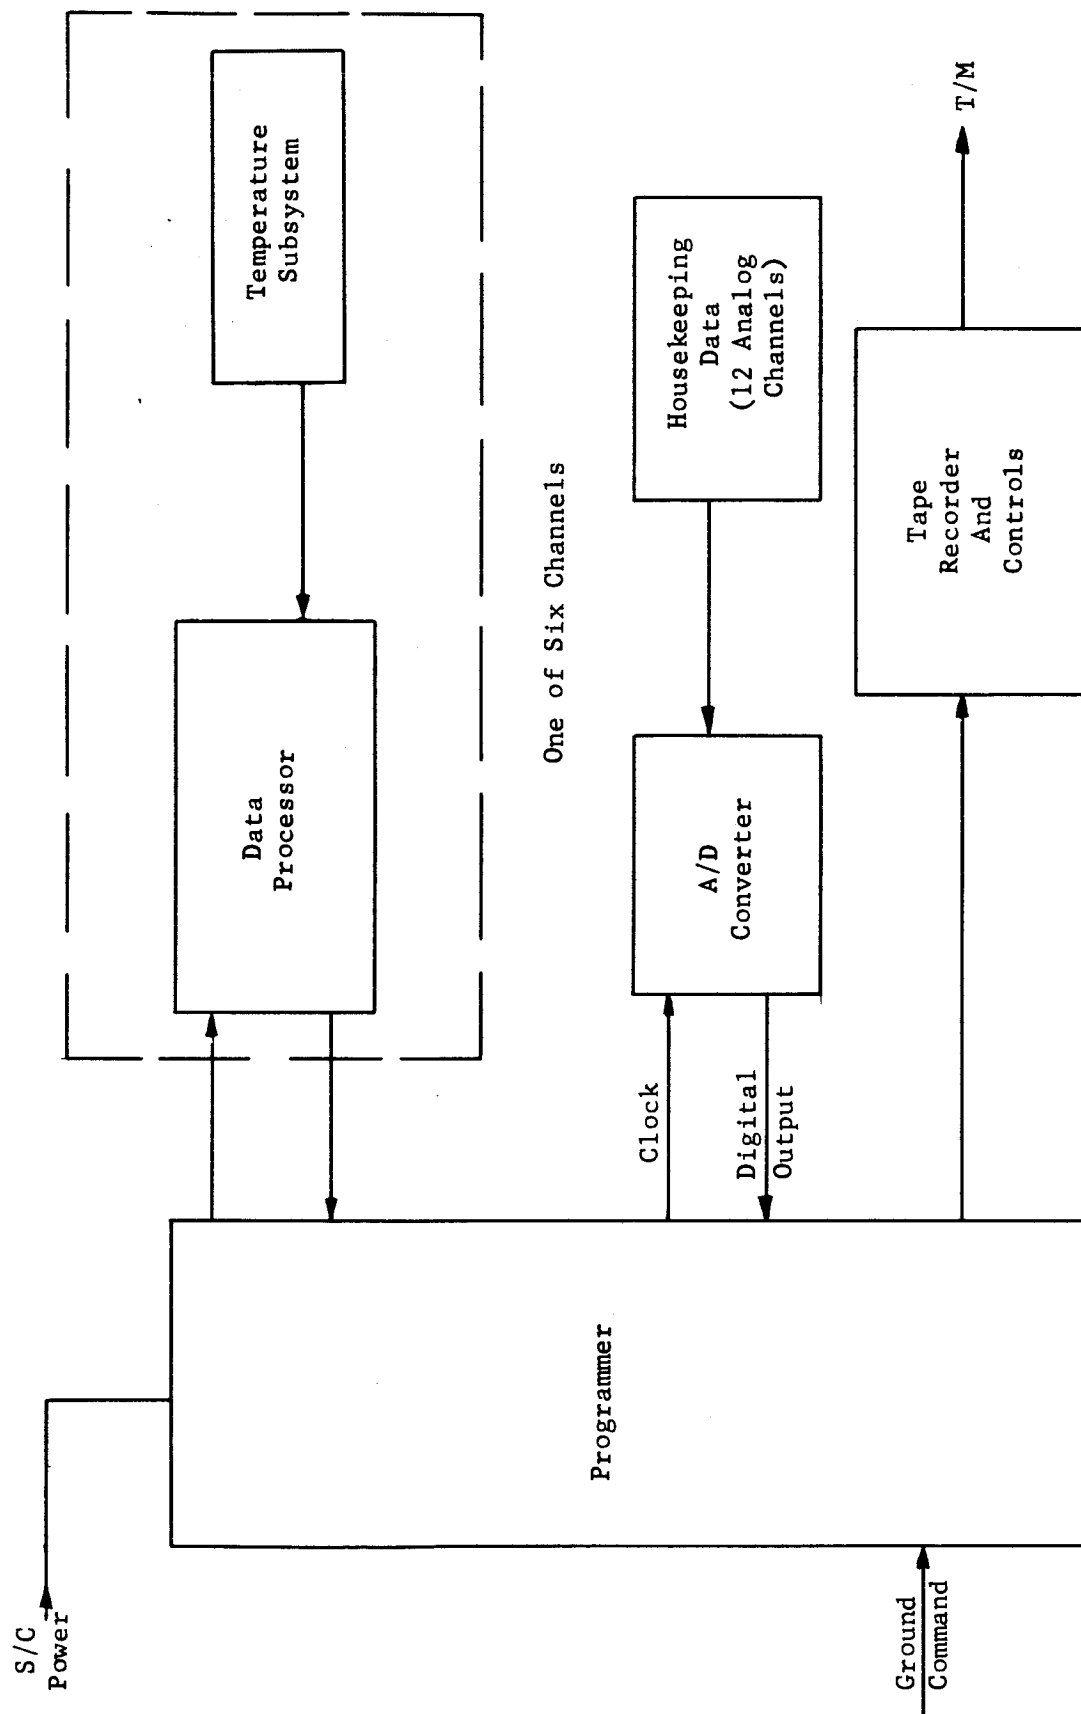 S/C
Power
Data
Processor
Temperature
Subsystem
One of Six Channels
Programmer
Clock
Digital
Output
A/D
Converter
Housekeeping
Data
(12 Analog
Channels)
Ground
Command
Tape
Recorder
And
Controls
T/M